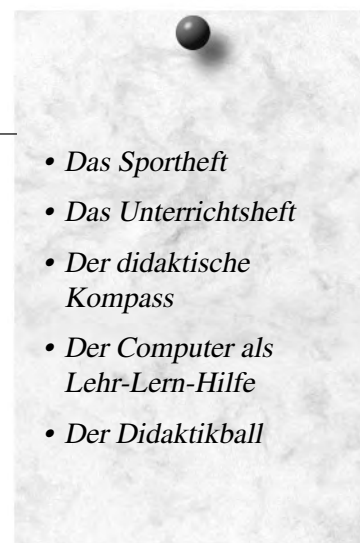 • Das Sportheft
• Das Unterrichtsheft
• Der didaktische
Kompass
• Der Computer als
Lehr-Lern-Hilfe
• Der Didaktikball